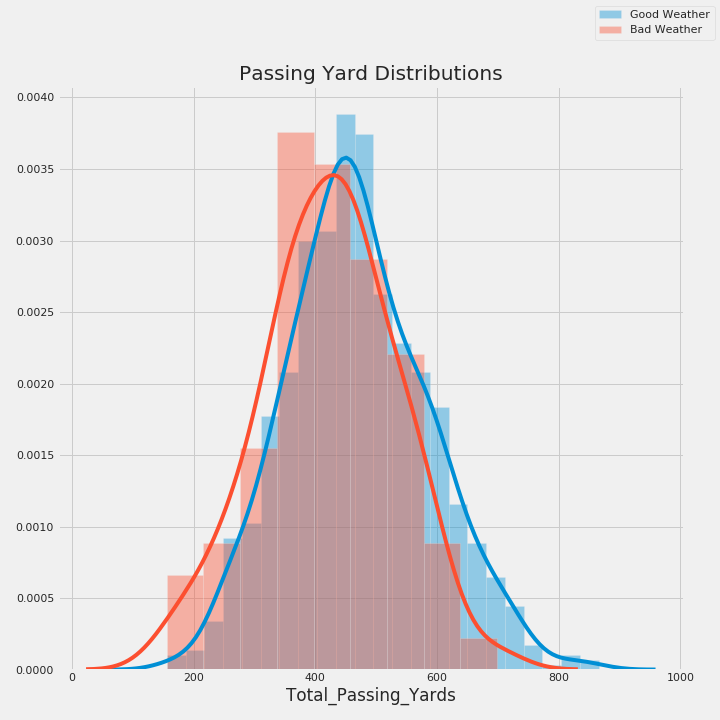 Good Weather
Bad Weather
Passing Yard Distributions
0.0040
0.0035
0.0030
0.0025
0.0020
0.0015
0.0010
0.0005
0.0000
0 200 400 600 800 1000
Total_Passing_Yards